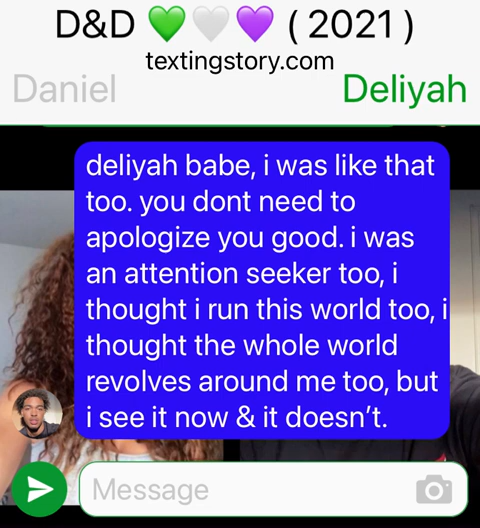 D&D 💚🤍💜 ( 2021 )
textingstory.com
Daniel Deliyah
deliyah babe, i was like that
too. you dont need to
apologize you good. i was
an attention seeker too, i
thought i run this world too, i
thought the whole world
revolves around me too, but
i see it now & it doesn’t.
Message